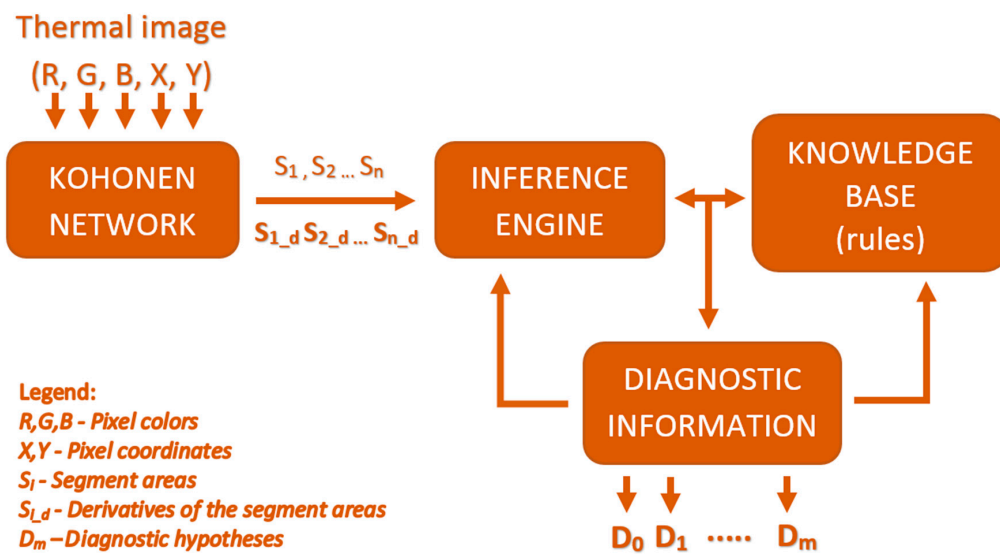 Thermal image
(R, G, B, X, Y)
KOHONEN
NETWORK
S₁ , S₂ ... Sₙ
S₁_d S₂_d ... Sₙ_d
INFERENCE
ENGINE
KNOWLEDGE
BASE
(rules)
DIAGNOSTIC
INFORMATION
D₀ D₁ ..... Dₘ
Legend:
R,G,B - Pixel colors
X,Y - Pixel coordinates
Sᵢ - Segment areas
Sᵢ_d - Derivatives of the segment areas
Dₘ – Diagnostic hypotheses